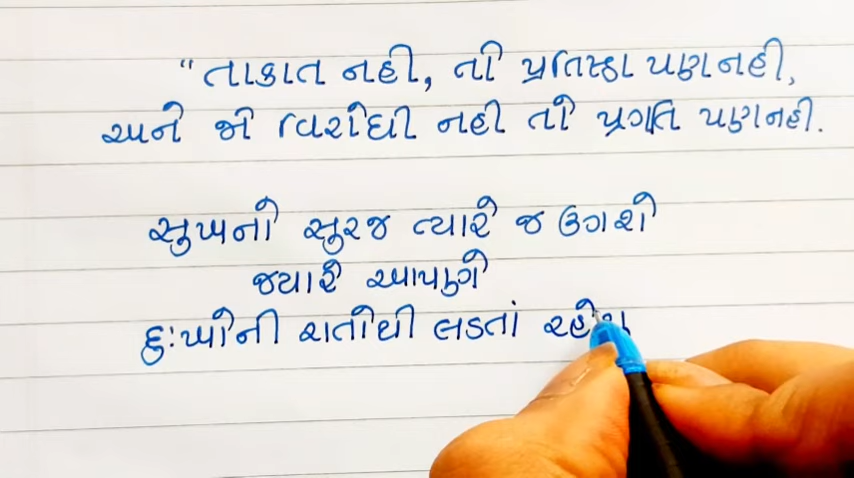 "તાકાત નહી, તો પ્રતિષ્ઠા પણ નહી,
અને જો વિરોધી નહી તો પ્રગતિ પણ નહી.
સુખનો સુરજ ત્યારે જ ઉગશે
જ્યારે આપણે
દુઃખોની રાતોથી લડતાં